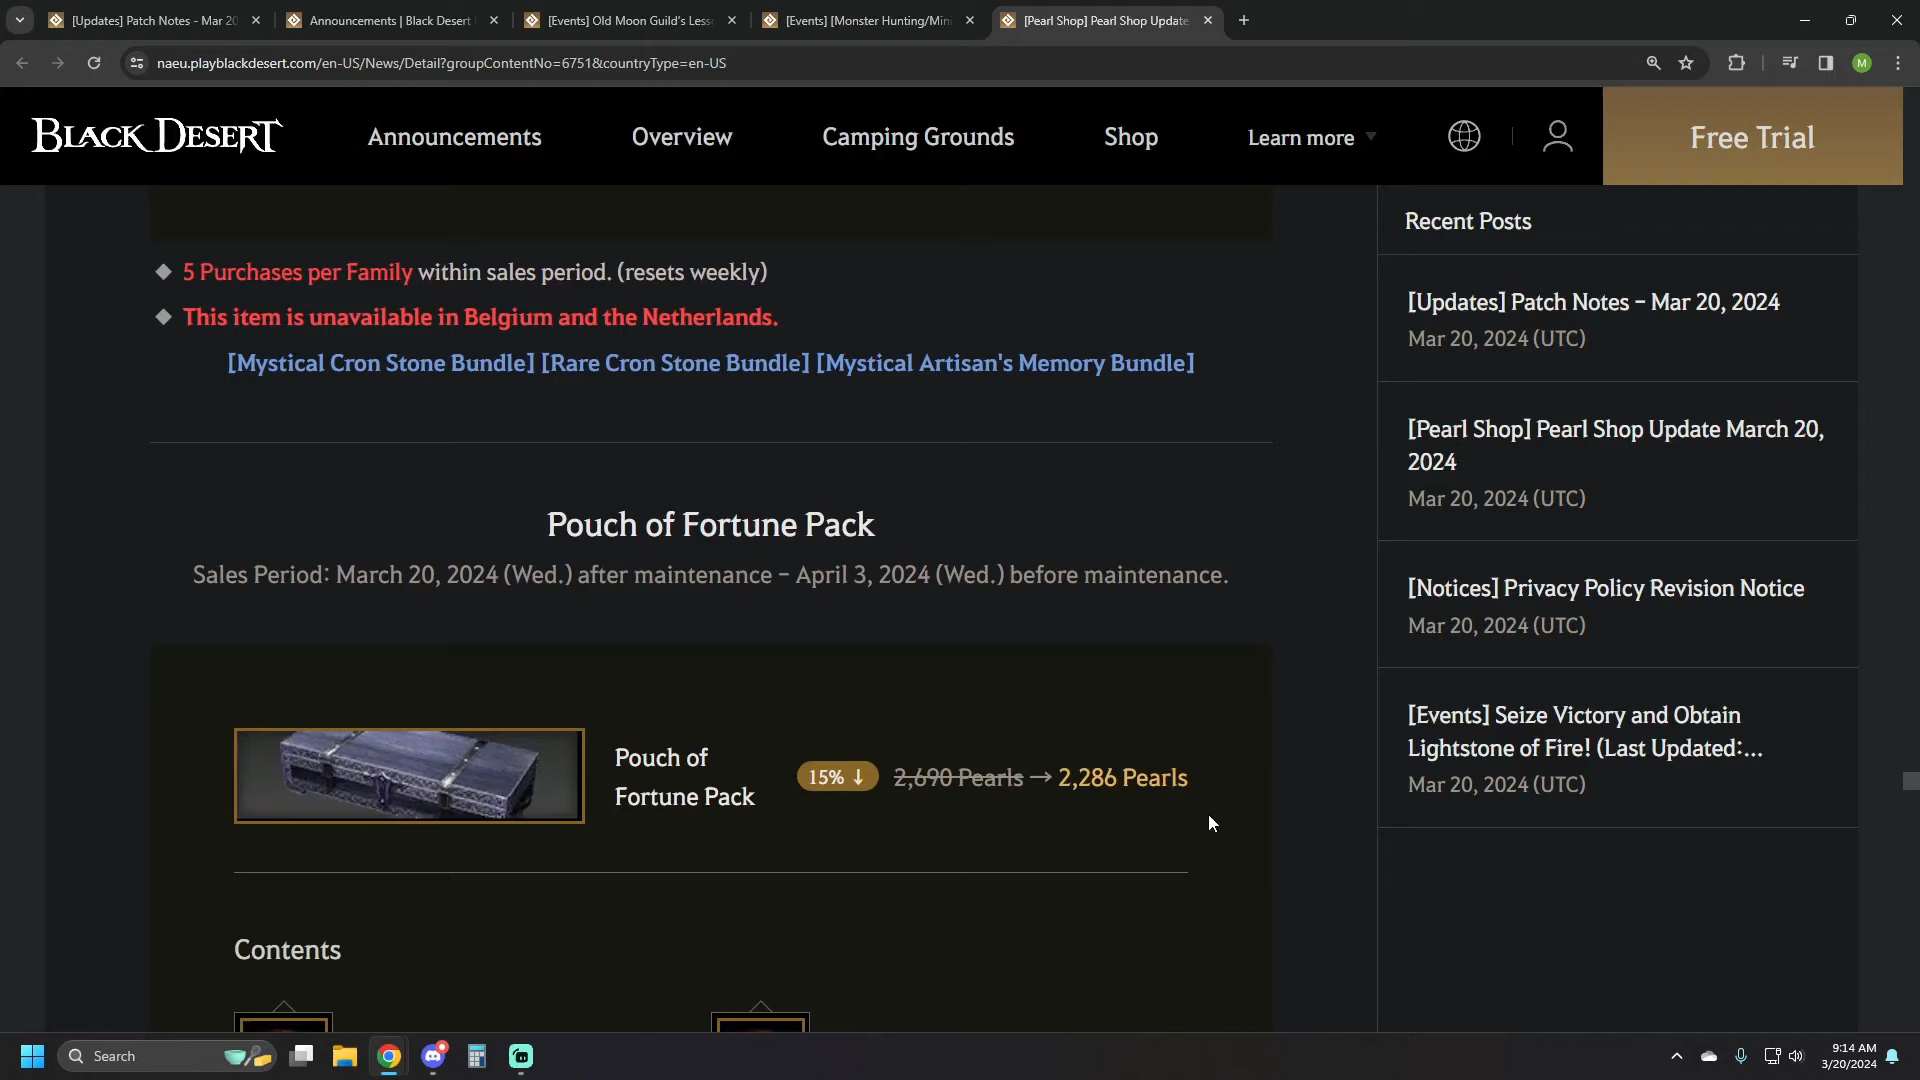 [Updates] Patch Notes - Mar 20
Announcements | Black Desert
[Events] Old Moon Guild's Less
[Events] [Monster Hunting/Min
[Pearl Shop] Pearl Shop Update
naeu.playblackdesert.com/en-US/News/Detail?groupContentNo=6751&countryType=en-US
M
BLACK DESERT
Announcements
Overview
Camping Grounds
Shop
Learn more
Free Trial
5 Purchases per Family within sales period. (resets weekly)
This item is unavailable in Belgium and the Netherlands.
[Mystical Cron Stone Bundle] [Rare Cron Stone Bundle] [Mystical Artisan's Memory Bundle]
Pouch of Fortune Pack
Sales Period: March 20, 2024 (Wed.) after maintenance – April 3, 2024 (Wed.) before maintenance.
Pouch of
Fortune Pack
15% ↓ 2,690 Pearls → 2,286 Pearls
Contents
Recent Posts
[Updates] Patch Notes – Mar 20, 2024
Mar 20, 2024 (UTC)
[Pearl Shop] Pearl Shop Update March 20,
2024
Mar 20, 2024 (UTC)
[Notices] Privacy Policy Revision Notice
Mar 20, 2024 (UTC)
[Events] Seize Victory and Obtain
Lightstone of Fire! (Last Updated:...
Mar 20, 2024 (UTC)
Search
9:14 AM
3/20/2024